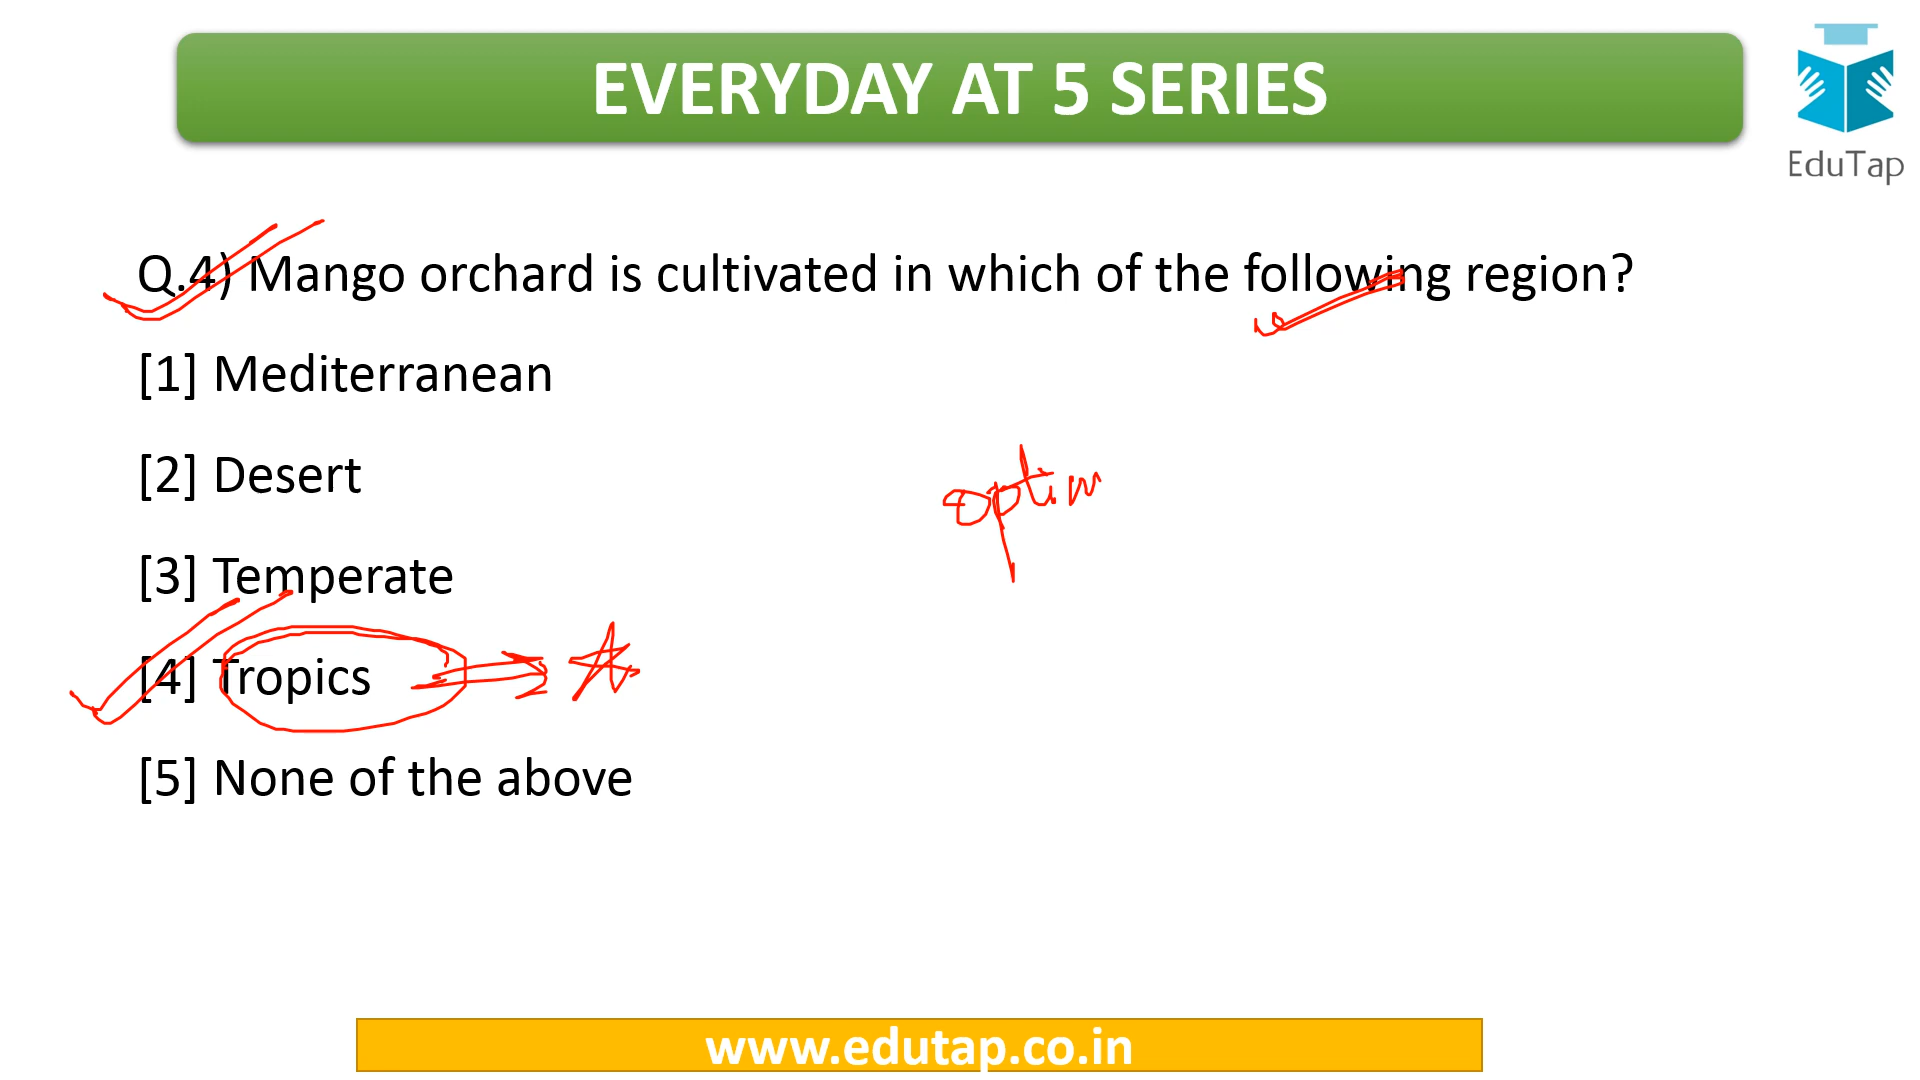 EVERYDAY AT 5 SERIES
EduTap
Q.4) Mango orchard is cultivated in which of the following region?
[1] Mediterranean
[2] Desert
option
[3] Temperate
[4] Tropics
[5] None of the above
www.edutap.co.in